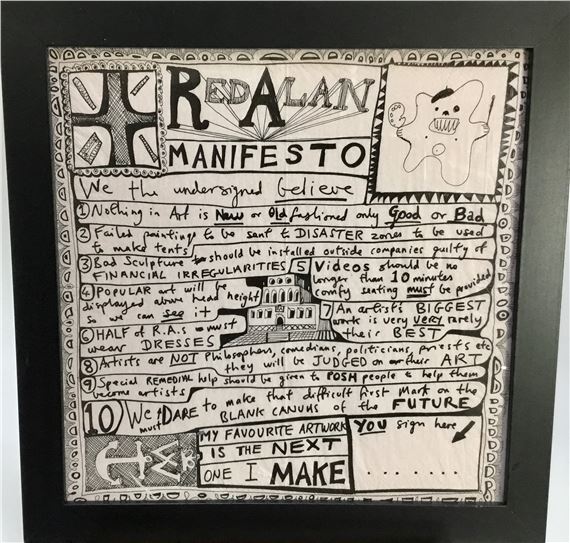 RED ALAN
MANIFESTO
We the undersigned believe
1 Nothing in Art is New or Old fashioned only Good or Bad
2 Failed paintings to be sent to DISASTER zones to be used
to make tents
3 Bad Sculpture should be installed outside companies guilty of
FINANCIAL IRREGULARITIES
4 POPULAR art will be
displayed above head height
so we can see it
5 Videos should be no
longer than 10 minutes
comfy seating must be provided
6 HALF of R.A.s must
wear DRESSES
7 An artist's BIGGEST
work is very very rarely
their BEST
8 Artists are NOT Philosophers, comedians, politicians, priests etc
they will be JUDGED on their ART
9 Special REMEDIAL help should be given to POSH people to help them
become artists
10 We must DARE to make that difficult first Mark on the
BLANK CANVAS of the FUTURE
MY FAVOURITE ARTWORK
IS THE NEXT
ONE I MAKE
YOU sign here
.......